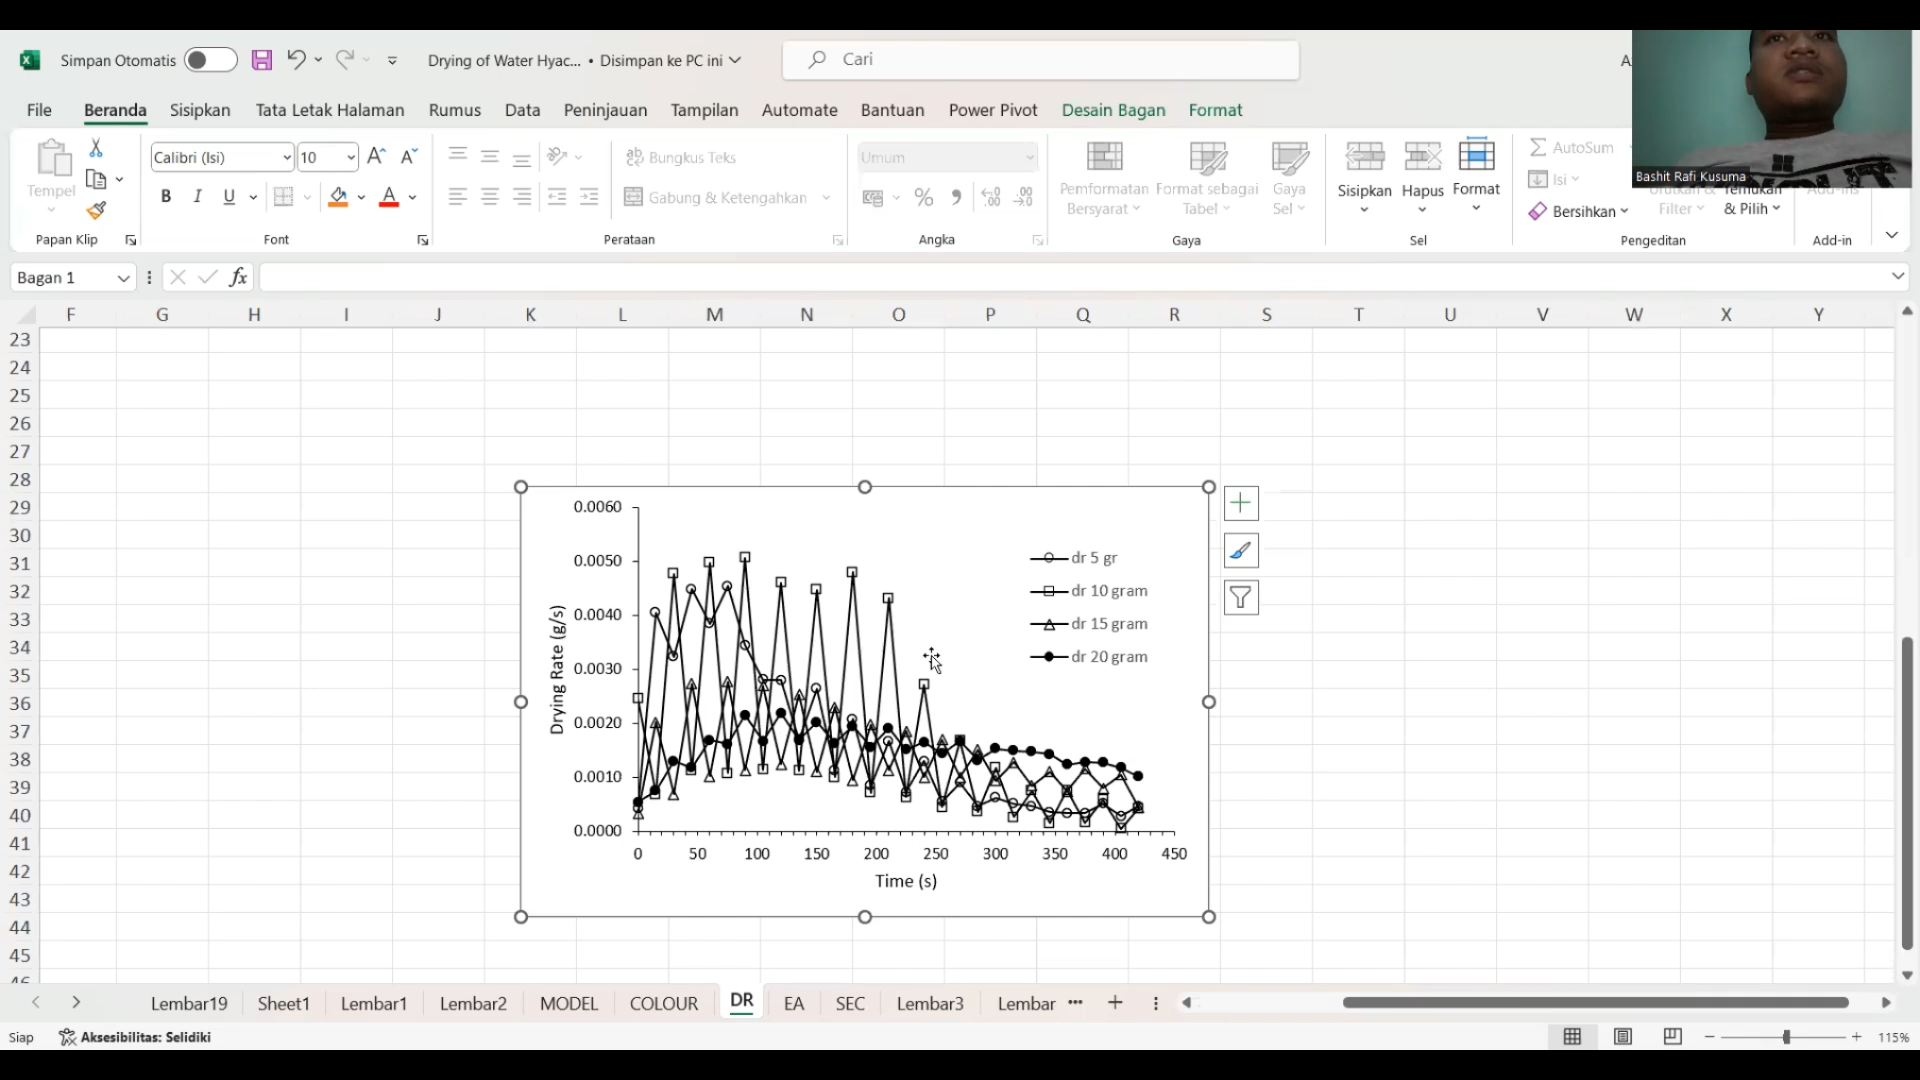 Simpan Otomatis
Drying of Water Hyac... • Disimpan ke PC ini
Cari
A
File Beranda Sisipkan Tata Letak Halaman Rumus Data Peninjauan Tampilan Automate Bantuan Power Pivot Desain Bagan Format
Tempel
Calibri (Isi) 10
Bungkus Teks
Gabung & Ketengahkan
Umum
Pemformatan Bersyarat
Format sebagai Tabel
Gaya Sel
Sisipkan Hapus Format
AutoSum
Isi
Bersihkan
Filter
Temukan & Pilih
Add-ins
Bashit Rafi Kusuma
Papan Klip Font Perataan Angka Gaya Sel Pengeditan Add-in
Bagan 1
fx
F G H I J K L M N O P Q R S T U V W X Y
23
24
25
26
27
28
29
30
31
32
33
34
35
36
37
38
39
40
41
42
43
44
45
46
0.0060
0.0050
0.0040
0.0030
0.0020
0.0010
0.0000
Drying Rate (g/s)
dr 5 gr
dr 10 gram
dr 15 gram
dr 20 gram
0 50 100 150 200 250 300 350 400 450
Time (s)
Lembar19 Sheet1 Lembar1 Lembar2 MODEL COLOUR DR EA SEC Lembar3 Lembar ...
Siap Aksesibilitas: Selidiki 115%